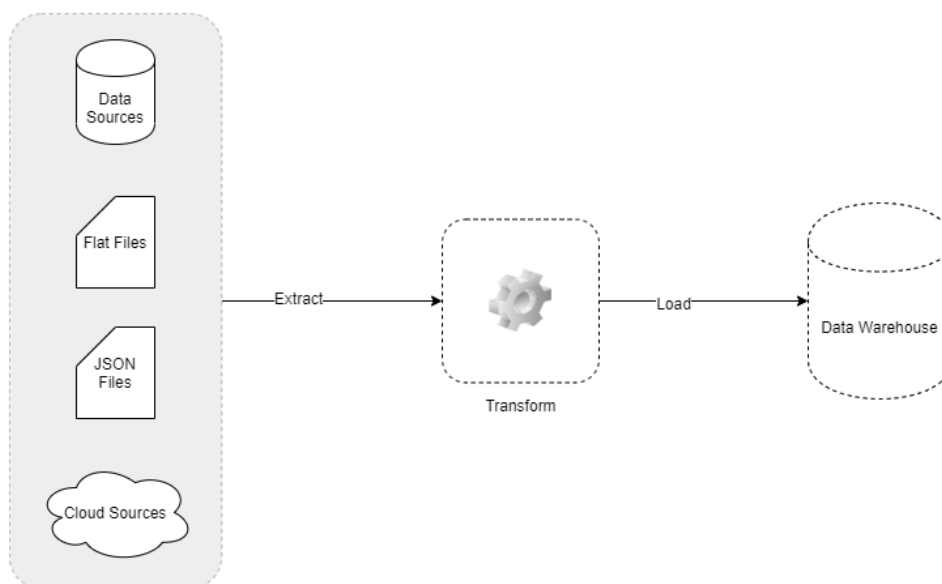 Data
Sources
Flat Files
JSON
Files
Cloud Sources
Extract
Transform
Load
Data Warehouse